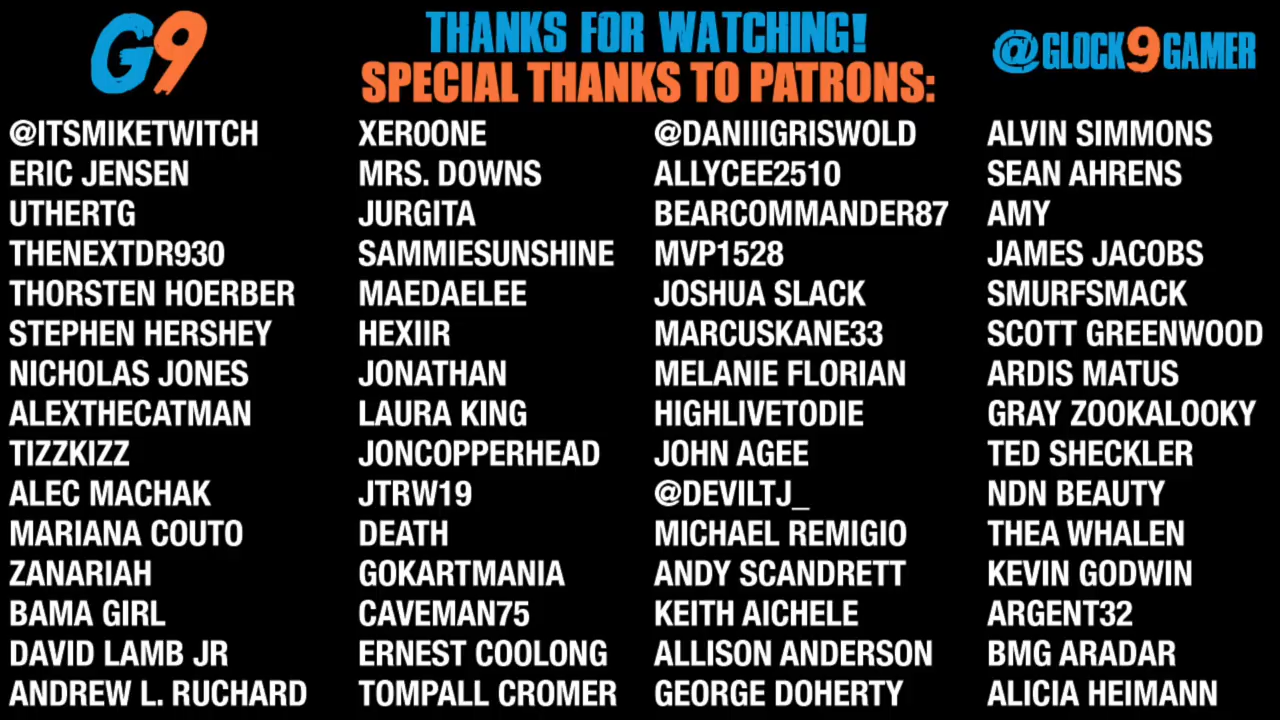 G9
THANKS FOR WATCHING!
SPECIAL THANKS TO PATRONS:
@GLOCK9GAMER
@ITSMIKETWITCH
ERIC JENSEN
UTHERTG
THENEXTDR930
THORSTEN HOERBER
STEPHEN HERSHEY
NICHOLAS JONES
ALEXTHECATMAN
TIZZKIZZ
ALEC MACHAK
MARIANA COUTO
ZANARIAH
BAMA GIRL
DAVID LAMB JR
ANDREW L. RUCHARD
XER0ONE
MRS. DOWNS
JURGITA
SAMMIESUNSHINE
MAEDAELEE
HEXIIR
JONATHAN
LAURA KING
JONCOPPERHEAD
JTRW19
DEATH
GOKARTMANIA
CAVEMAN75
ERNEST COOLONG
TOMPALL CROMER
@DANIIIGRISWOLD
ALLYCEE2510
BEARCOMMANDER87
MVP1528
JOSHUA SLACK
MARCUSKANE33
MELANIE FLORIAN
HIGHLIVETODIE
JOHN AGEE
@DEVILTJ_
MICHAEL REMIGIO
ANDY SCANDRETT
KEITH AICHELE
ALLISON ANDERSON
GEORGE DOHERTY
ALVIN SIMMONS
SEAN AHRENS
AMY
JAMES JACOBS
SMURFSMACK
SCOTT GREENWOOD
ARDIS MATUS
GRAY ZOOKALOOKY
TED SHECKLER
NDN BEAUTY
THEA WHALEN
KEVIN GODWIN
ARGENT32
BMG ARADAR
ALICIA HEIMANN